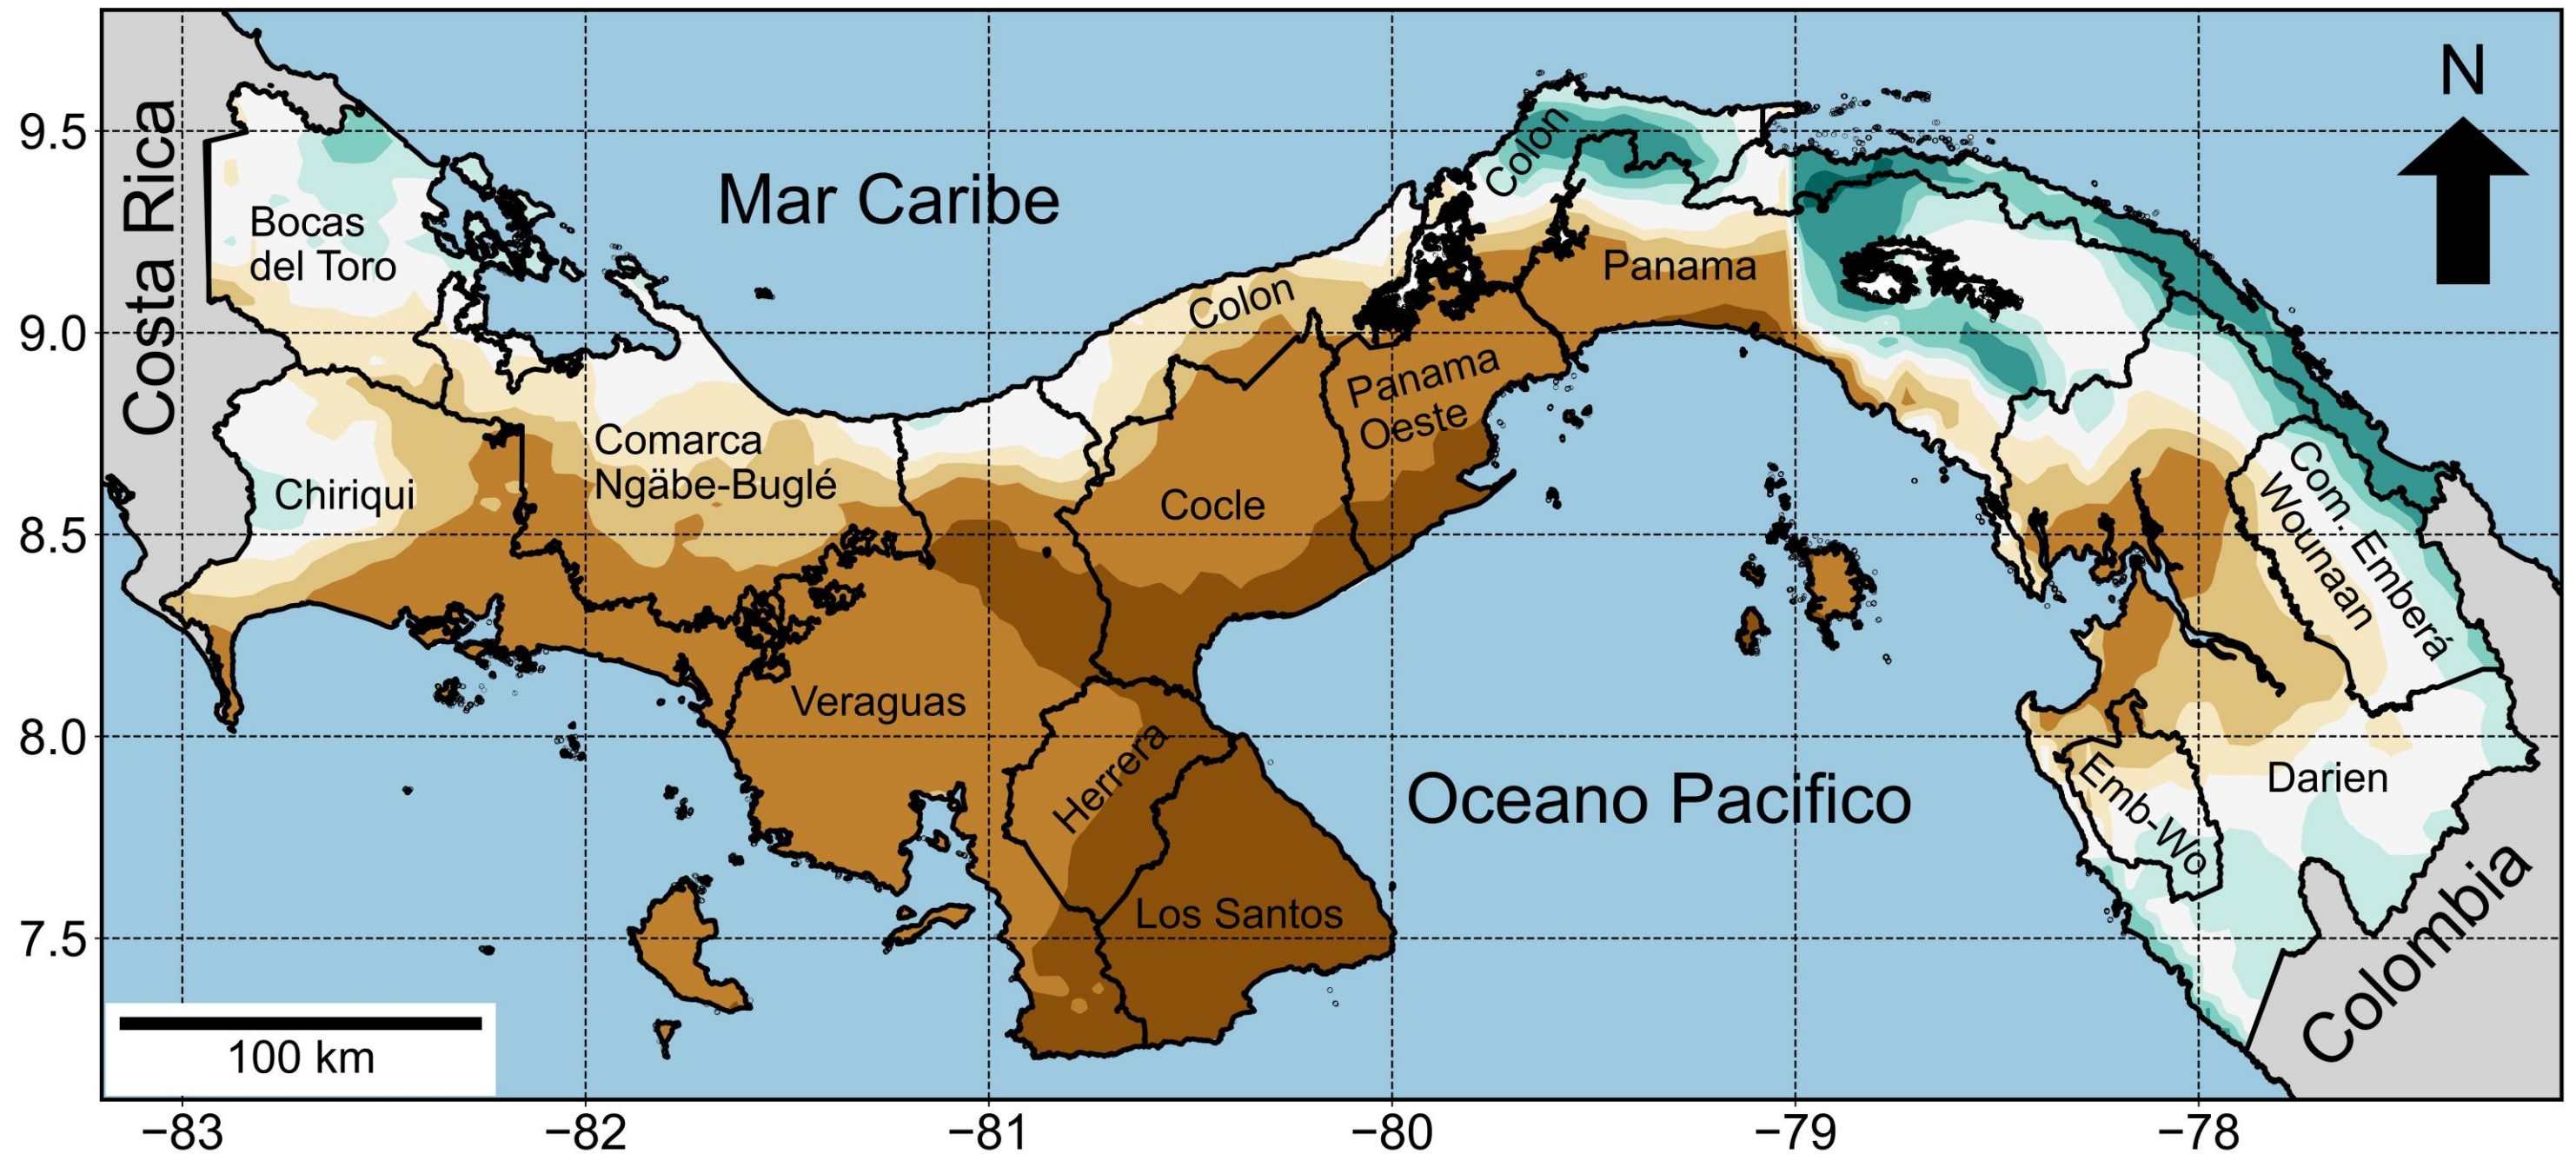 N
9.5
Costa Rica
Mar Caribe
Colon
Bocas
del Toro
Panama
Colon
9.0
Panama
Oeste
Comarca
Ngäbe-Buglé
Chiriqui
Cocle
Com. Emberá
Wounaan
8.5
Veraguas
8.0
Herrera
Oceano Pacifico
Emb-Wo
Darien
Los Santos
7.5
Colombia
100 km
−83
−82
−81
−80
−79
−78